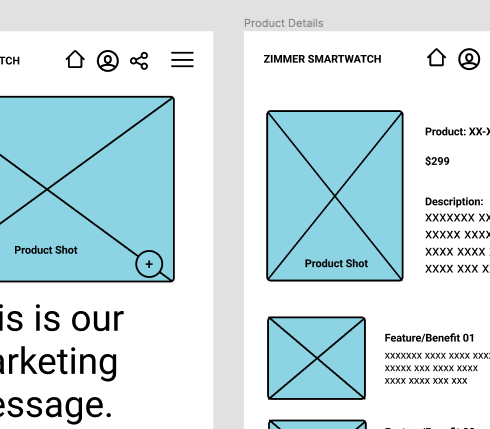 Product Details
TCH
ZIMMER SMARTWATCH
Product Shot
+
is is our
arketing
essage.
Product: XX-X
$299
Description:
XXXXXXX XX
XXXXX XXXX
XXXX XXXX
XXXX XXX X
Product Shot
Feature/Benefit 01
xxxxxxx xxxx xxxx xxx
xxxxx xxx xxxx xxxx
xxxx xxxx xxx xxx